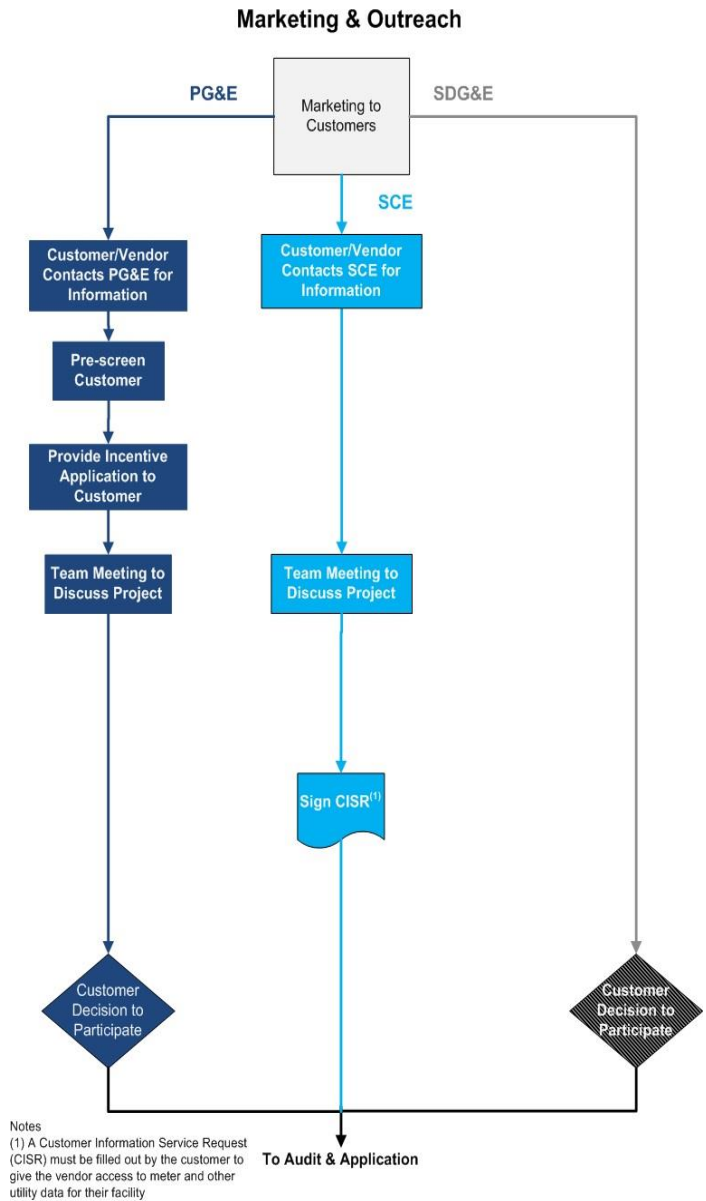 Marketing & Outreach
PG&E
Marketing to
Customers
SDG&E
SCE
Customer/Vendor
Contacts PG&E for
Information
Customer/Vendor
Contacts SCE for
Information
Pre-screen
Customer
Provide Incentive
Application to
Customer
Team Meeting to
Discuss Project
Team Meeting to
Discuss Project
Sign CISR(1)
Customer
Decision to
Participate
Customer
Decision to
Participate
Notes
(1) A Customer Information Service Request
(CISR) must be filled out by the customer to
give the vendor access to meter and other
utility data for their facility
To Audit & Application